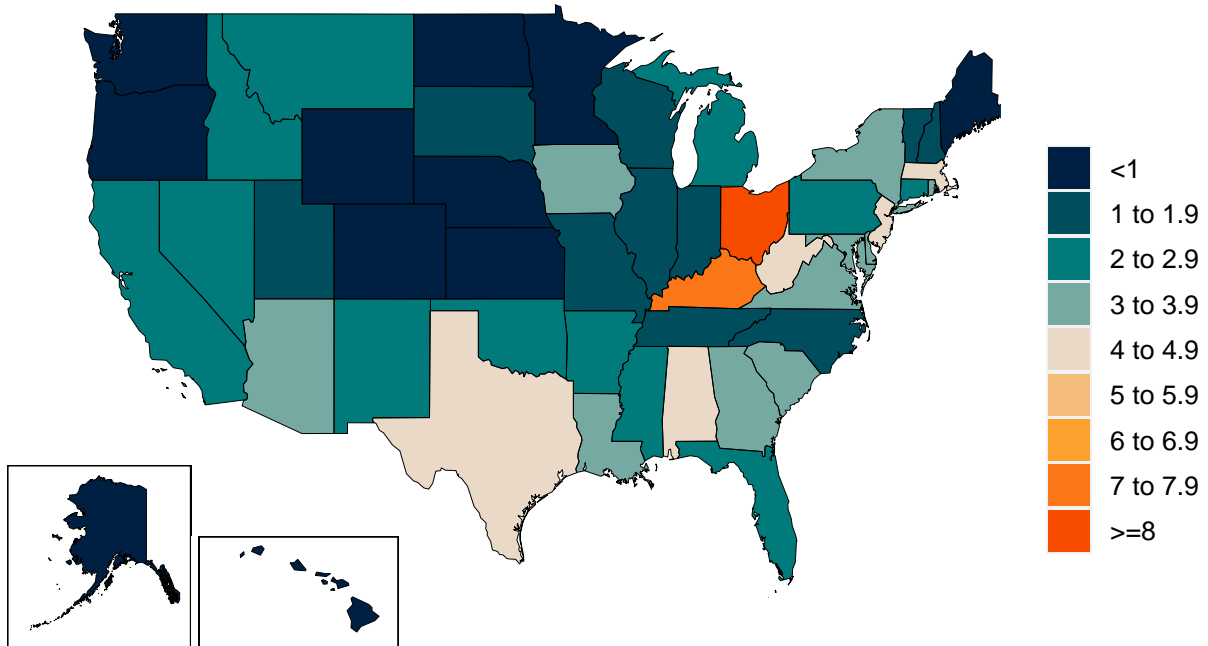 <1
1 to 1.9
2 to 2.9
3 to 3.9
4 to 4.9
5 to 5.9
6 to 6.9
7 to 7.9
>=8